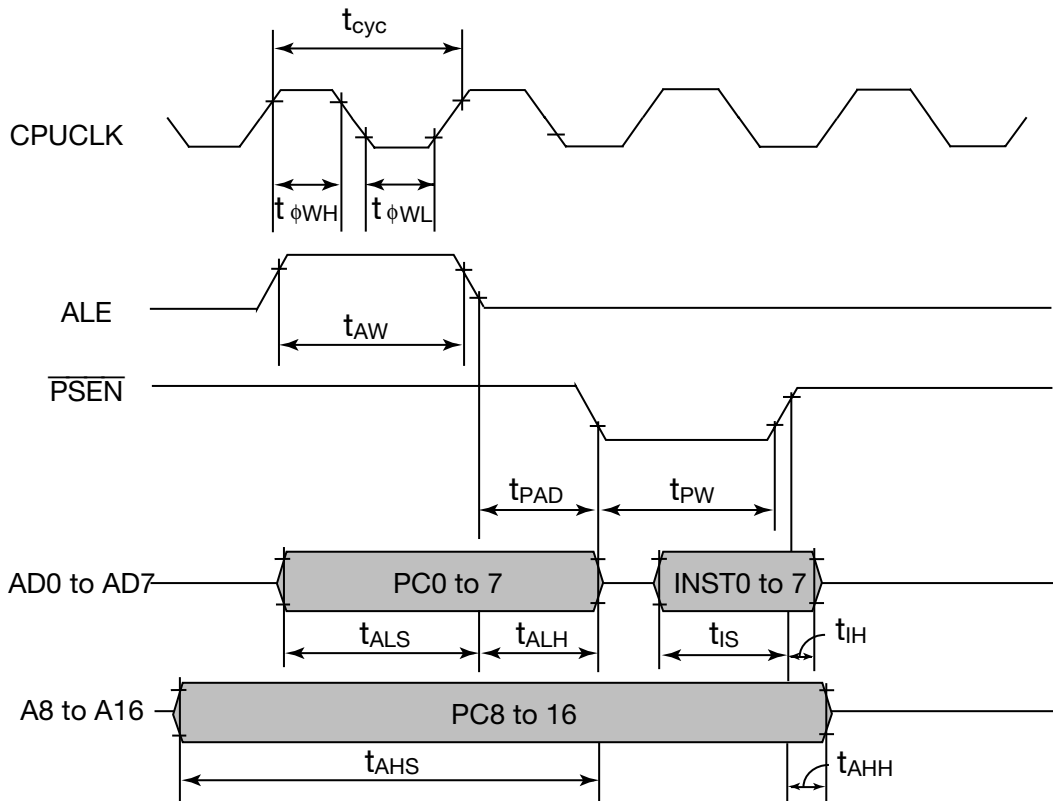 tcyc
CPUCLK
tφWH tφWL
ALE
tAW
PSEN
tPAD tPW
AD0 to AD7 PC0 to 7 INST0 to 7
tALS tALH tIS tIH
A8 to A16 PC8 to 16
tAHS tAHH